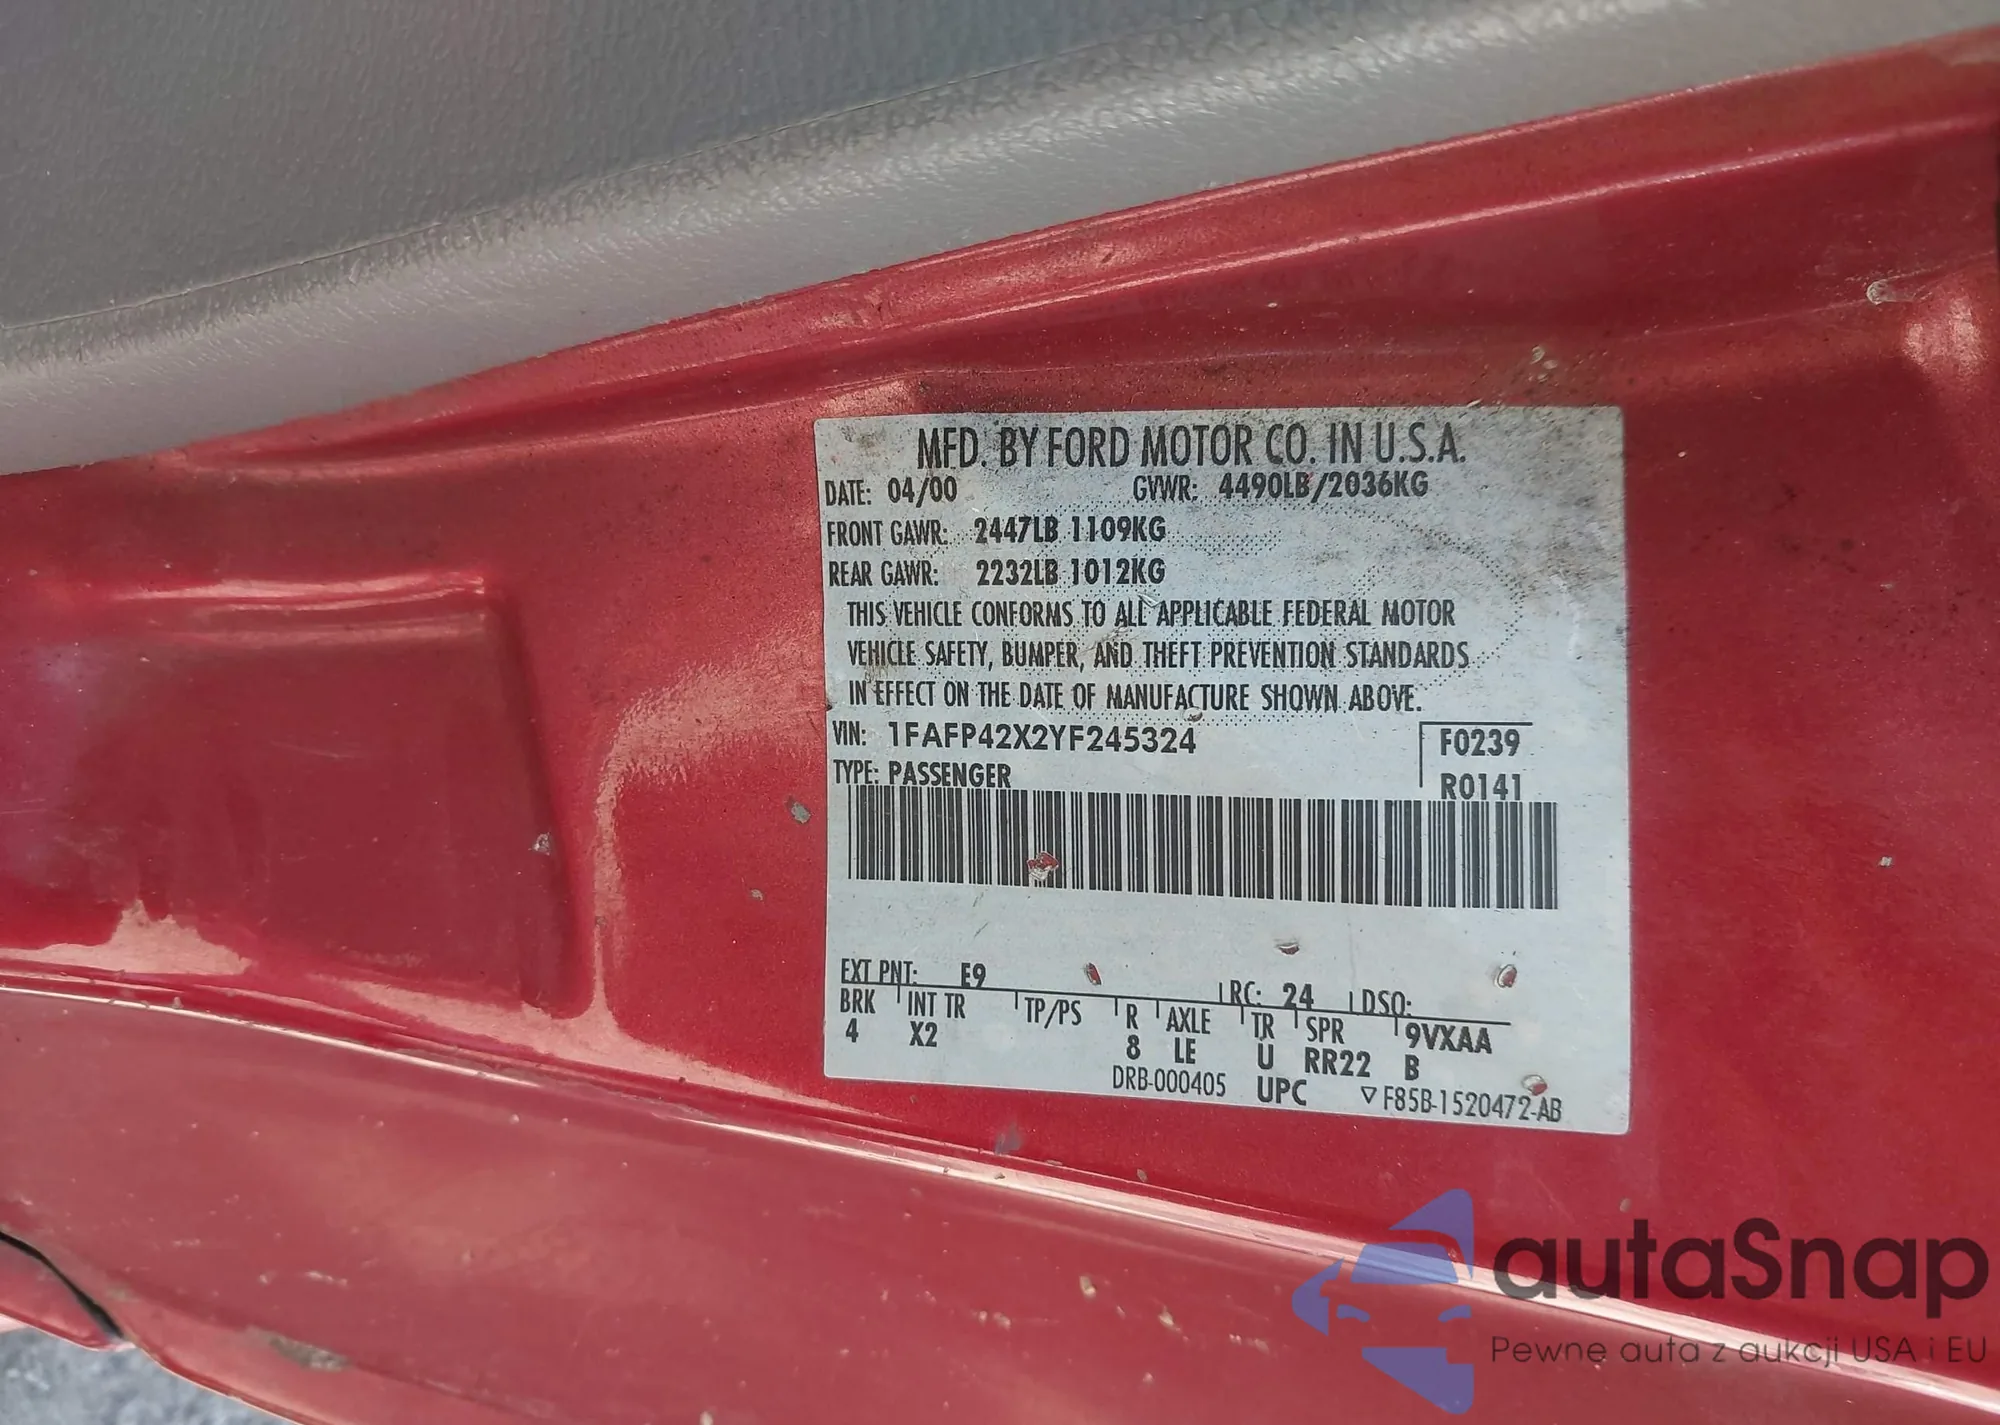 MFD. BY FORD MOTOR CO. IN U.S.A.
DATE: 04/00 GVWR: 4490LB/2036KG
FRONT GAWR: 2447LB 1109KG
REAR GAWR: 2232LB 1012KG
THIS VEHICLE CONFORMS TO ALL APPLICABLE FEDERAL MOTOR
VEHICLE SAFETY, BUMPER, AND THEFT PREVENTION STANDARDS
IN EFFECT ON THE DATE OF MANUFACTURE SHOWN ABOVE.
VIN: 1FAFP42X2YF245324 F0239
TYPE: PASSENGER R0141
EXT PNT: E9 RC: 24 DSO:
BRK INT TR TP/PS R AXLE TR SPR 9VXAA
4 X2 8 LE U RR22 B
DRB-000405 UPC ▽F85B-1520472-AB
autaSnap
Pewne auta z aukcji USA i EU